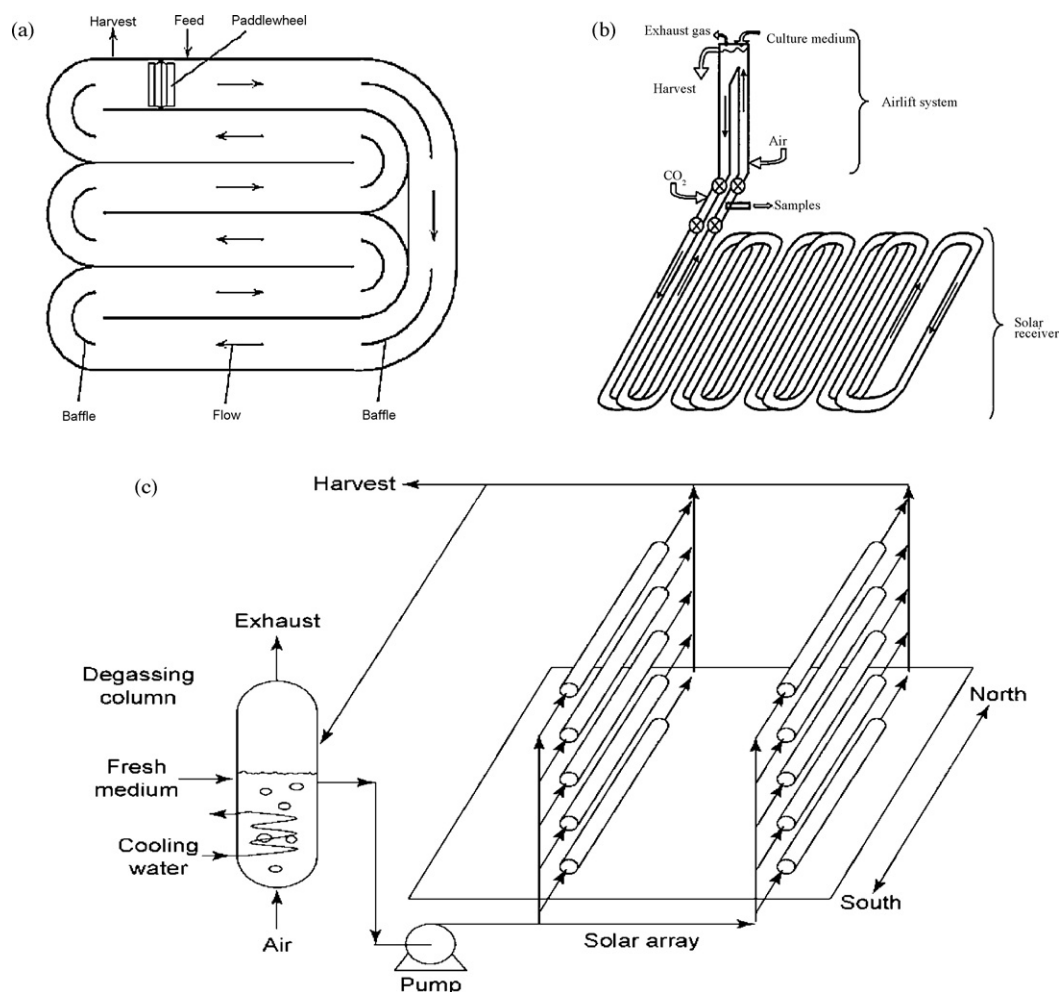 (a)
Harvest
Feed
Paddlewheel
Baffle
Flow
Baffle
(b)
Exhaust gas
Culture medium
Harvest
Airlift system
Air
CO₂
Samples
Solar
receiver
(c)
Harvest
Exhaust
Degassing
column
Fresh
medium
Cooling
water
Air
Pump
Solar array
North
South